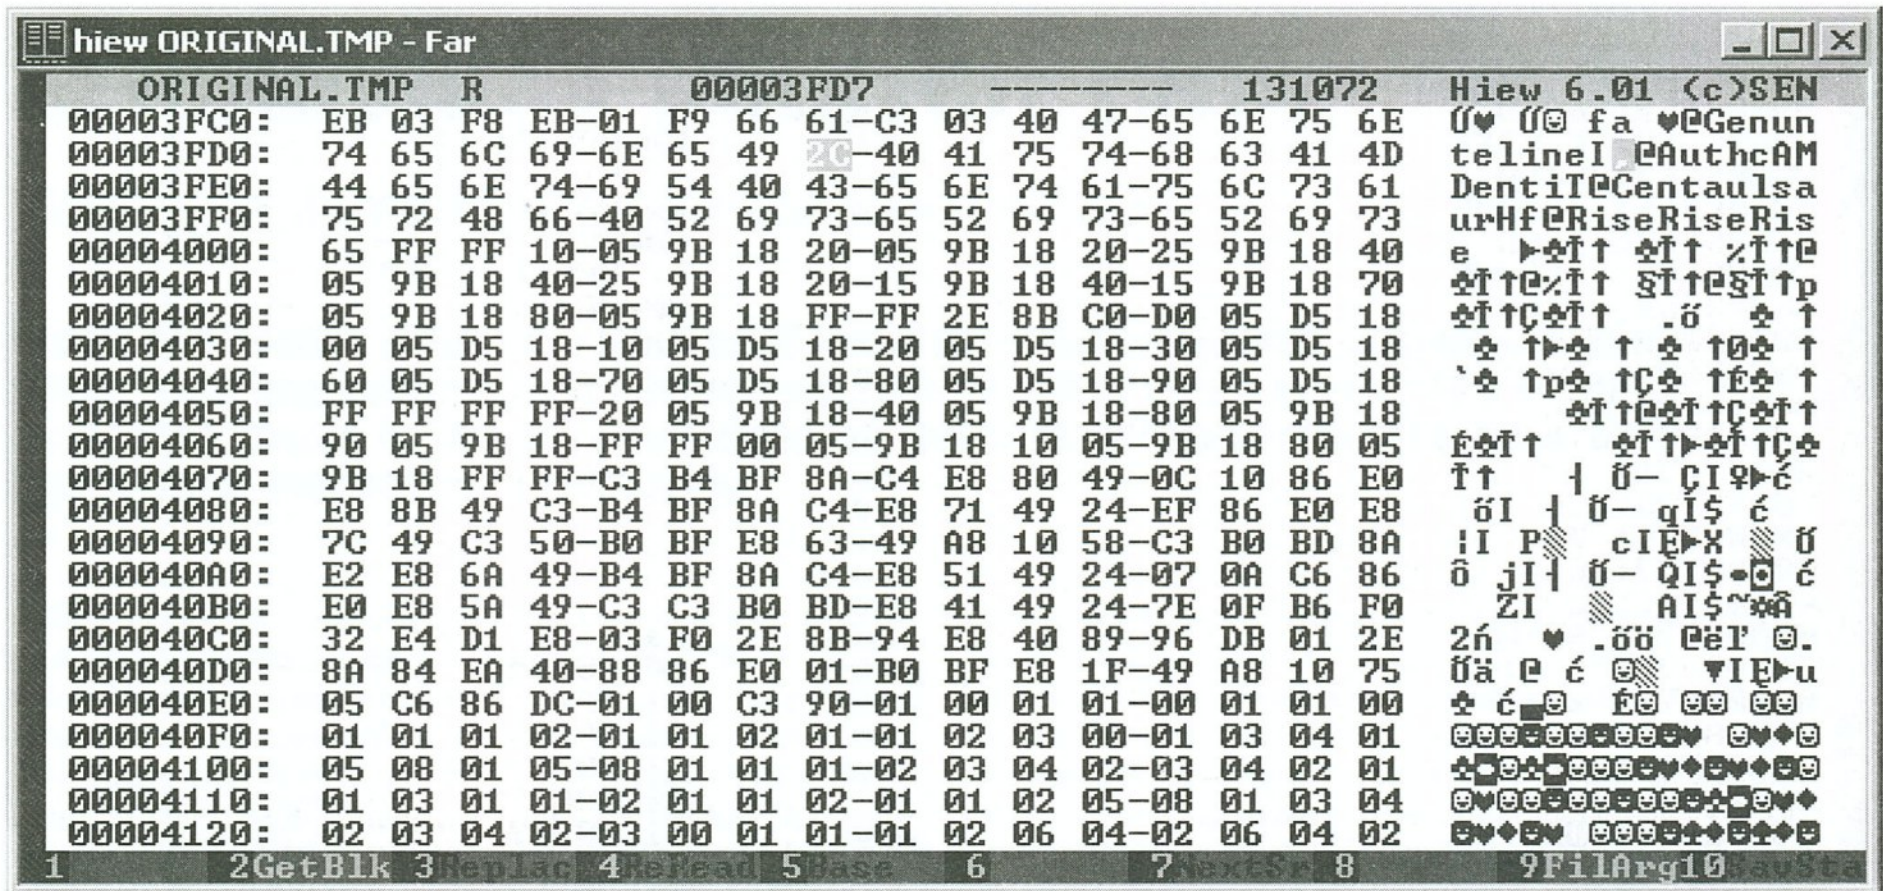 hiew ORIGINAL.TMP - Far
ORIGINAL.TMP R 00003FD7 -------- 131072 Hiew 6.01 (c)SEN
00003FC0: EB 03 F8 EB-01 F9 66 61-C3 03 40 47-65 6E 75 6E Ű♥ Ű☺ fa ♥@Genun
00003FD0: 74 65 6C 69-6E 65 49 2C-40 41 75 74-68 63 41 4D telineI,@AuthcAM
00003FE0: 44 65 6E 74-69 54 40 43-65 6E 74 61-75 6C 73 61 DentiT@Centaulsa
00003FF0: 75 72 48 66-40 52 69 73-65 52 69 73-65 52 69 73 urHf@RiseRiseRis
00004000: 65 FF FF 10-05 9B 18 20-05 9B 18 20-25 9B 18 40 e ►♣Ť↑ ♣Ť↑ %Ť↑@
00004010: 05 9B 18 40-25 9B 18 20-15 9B 18 40-15 9B 18 70 ♣Ť↑@%Ť↑ §Ť↑@§Ť↑p
00004020: 05 9B 18 80-05 9B 18 FF-FF 2E 8B C0-D0 05 D5 18 ♣Ť↑Ç♣Ť↑ .ő ♣ ↑
00004030: 00 05 D5 18-10 05 D5 18-20 05 D5 18-30 05 D5 18 ♣ ↑►♣ ↑ ♣ ↑0♣ ↑
00004040: 60 05 D5 18-70 05 D5 18-80 05 D5 18-90 05 D5 18 `♣ ↑p♣ ↑Ç♣ ↑É♣ ↑
00004050: FF FF FF FF-20 05 9B 18-40 05 9B 18-80 05 9B 18 ♣Ť↑@♣Ť↑Ç♣Ť↑
00004060: 90 05 9B 18-FF FF 00 05-9B 18 10 05-9B 18 80 05 É♣Ť↑ ♣Ť↑►♣Ť↑Ç♣
00004070: 9B 18 FF FF-C3 B4 BF 8A-C4 E8 80 49-0C 10 86 E0 Ť↑ ┤ Ű─ ÇI♀►ć
00004080: E8 8B 49 C3-B4 BF 8A C4-E8 71 49 24-EF 86 E0 E8 őI ┤ Ű─ qI$ ć
00004090: 7C 49 C3 50-B0 BF E8 63-49 A8 10 58-C3 B0 BD 8A ¦I P░ cIĘ►X ░ Ű
000040A0: E2 E8 6A 49-B4 BF 8A C4-E8 51 49 24-07 0A C6 86 ô jI┤ Ű─ QI$•◙ ć
000040B0: E0 E8 5A 49-C3 C3 B0 BD-E8 41 49 24-7E 0F B6 F0 ZI ░ AI$~☼Â
000040C0: 32 E4 D1 E8-03 F0 2E 8B-94 E8 40 89-96 DB 01 2E 2ń ♥ .őö @ëľ ☺.
000040D0: 8A 84 EA 40-88 86 E0 01-B0 BF E8 1F-49 A8 10 75 Űä @ ć ☺░ ▼IĘ►u
000040E0: 05 C6 86 DC-01 00 C3 90-01 00 01 01-00 01 01 00 ♣ ć▄☺ É☺ ☺☺ ☺☺
000040F0: 01 01 01 02-01 01 02 01-01 02 03 00-01 03 04 01 ☺☺☺☻☺☺☻☺☺☻♥ ☺♥♦☺
00004100: 05 08 01 05-08 01 01 01-02 03 04 02-03 04 02 01 ♣◘☺♣◘☺☺☺☻♥♦☻♥♦☻☺
00004110: 01 03 01 01-02 01 01 02-01 01 02 05-08 01 03 04 ☺♥☺☺☻☺☺☻☺☺☻♣◘☺♥♦
00004120: 02 03 04 02-03 00 01 01-01 02 06 04-02 06 04 02 ☻♥♦☻♥ ☺☺☺☻♠♦☻♠♦☻
1 2GetBlk 3Replac 4ReRead 5Base 6 7NextSr 8 9FilArg 10SavSta